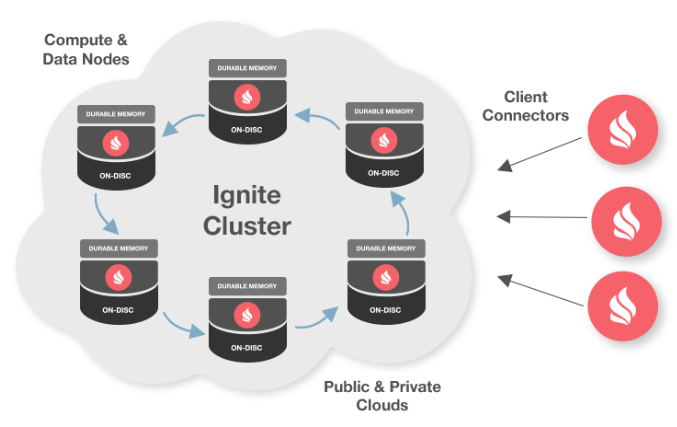 Compute &
Data Nodes
DURABLE MEMORY
ON-DISC
DURABLE MEMORY
ON-DISC
DURABLE MEMORY
ON-DISC
Client
Connectors
Ignite
Cluster
DURABLE MEMORY
ON-DISC
DURABLE MEMORY
ON-DISC
DURABLE MEMORY
ON-DISC
Public & Private
Clouds